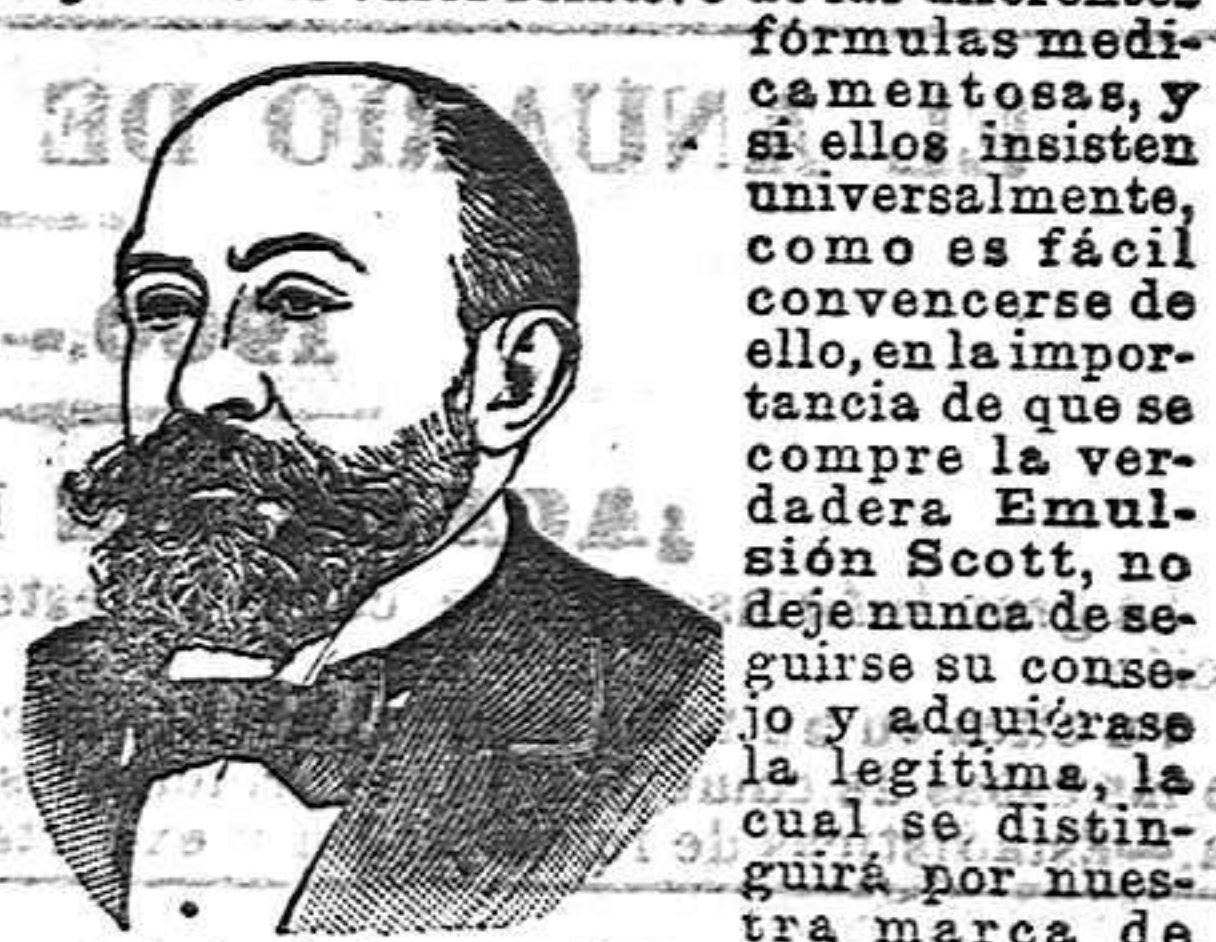 fórmulas medi-
camentosas, y
si ellos insisten
universalmente,
como es fácil
convencerse de
ello, en la impor-
tancia de que se
compre la ver-
dadera Emul-
sión Scott, no
deje nunca de se-
guirse su conse-
jo y adquiérase
la legítima, la
cual se distin-
guirá por nues-
tra marca de